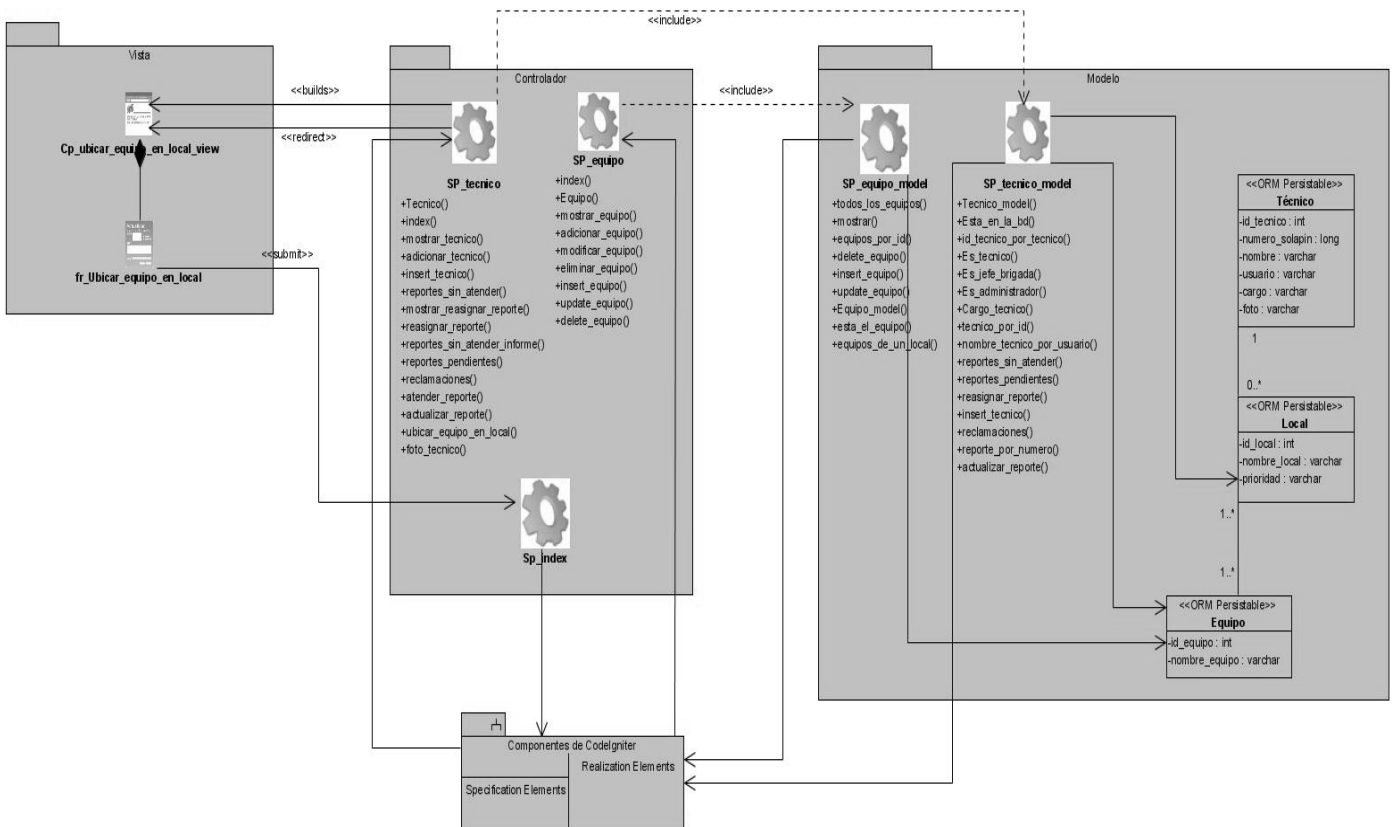 <<include>>
Vista
<<builds>>
<<redirect>>
Cp_ubicar_equipo_en_local_view
<<submit>>
fr_Ubicar_equipo_en_local
Controlador
SP_tecnico
+Tecnico()
+index()
+mostrar_tecnico()
+adicionar_tecnico()
+insert_tecnico()
+reportes_sin_atender()
+mostrar_reasignar_reporte()
+reasignar_reporte()
+reportes_sin_atender_informe()
+reportes_pendientes()
+reclamaciones()
+atender_reporte()
+actualizar_reporte()
+ubicar_equipo_en_local()
+foto_tecnico()
SP_equipo
+index()
+Equipo()
+mostrar_equipo()
+adicionar_equipo()
+modificar_equipo()
+eliminar_equipo()
+insert_equipo()
+update_equipo()
+delete_equipo()
Sp_index
<<include>>
Modelo
SP_equipo_model
+todos_los_equipos()
+mostrar()
+equipos_por_id()
+delete_equipo()
+insert_equipo()
+update_equipo()
+Equipo_model()
+esta_el_equipo()
+equipos_de_un_local()
SP_tecnico_model
+Tecnico_model()
+Esta_en_la_bd()
+id_tecnico_por_tecnico()
+Es_tecnico()
+Es_jefe_brigada()
+Es_administrador()
+Cargo_tecnico()
+tecnico_por_id()
+nombre_tecnico_por_usuario()
+reportes_sin_atender()
+reportes_pendientes()
+reasignar_reporte()
+insert_tecnico()
+reclamaciones()
+reporte_por_numero()
+actualizar_reporte()
<<ORM Persistable>>
Técnico
-id_tecnico : int
-numero_solapin : long
-nombre : varchar
-usuario : varchar
-cargo : varchar
-foto : varchar
1
0..*
<<ORM Persistable>>
Local
-id_local : int
-nombre_local : varchar
-prioridad : varchar
1..*
1..*
<<ORM Persistable>>
Equipo
-id_equipo : int
-nombre_equipo : varchar
Componentes de CodeIgniter
Realization Elements
Specification Elements